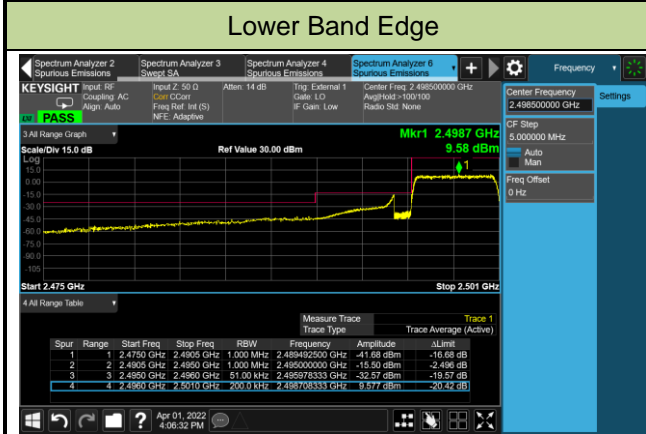 Lower Band Edge
Spectrum Analyzer 2
Spurious Emissions
Spectrum Analyzer 3
Swept SA
Spectrum Analyzer 4
Spurious Emissions
Spectrum Analyzer 6
Spurious Emissions
Frequency
KEYSIGHT
PASS
Input: RF
Coupling: AC
Align: Auto
Input Z: 50 Ω
Corr CCorr
Freq Ref: Int (S)
NFE: Adaptive
Atten: 14 dB
Trig: External 1
Gate: LO
IF Gain: Low
Center Freq: 2.498500000 GHz
Avg|Hold:>100/100
Radio Std: None
Center Frequency
2.498500000 GHz
Settings
CF Step
5.000000 MHz
Auto
Man
Freq Offset
0 Hz
3 All Range Graph
Mkr1 2.4987 GHz
Scale/Div 15.0 dB
Ref Value 30.00 dBm
9.58 dBm
Log
1
15.0
0.00
-15.0
-30.0
-45.0
-60.0
-75.0
-90.0
-105
Start 2.475 GHz
Stop 2.501 GHz
4 All Range Table
Measure Trace Trace 1
Trace Type Trace Average (Active)
Spur Range Start Freq Stop Freq RBW Frequency Amplitude ΔLimit
1 1 2.4750 GHz 2.4905 GHz 1.000 MHz 2.489492500 GHz -41.68 dBm -16.68 dB
2 2 2.4905 GHz 2.4950 GHz 1.000 MHz 2.495000000 GHz -15.50 dBm -2.496 dB
3 3 2.4950 GHz 2.4960 GHz 51.00 kHz 2.495978333 GHz -32.57 dBm -19.57 dB
4 4 2.4960 GHz 2.5010 GHz 200.0 kHz 2.498708333 GHz 9.577 dBm -20.42 dB
?
Apr 01, 2022
4:06:32 PM